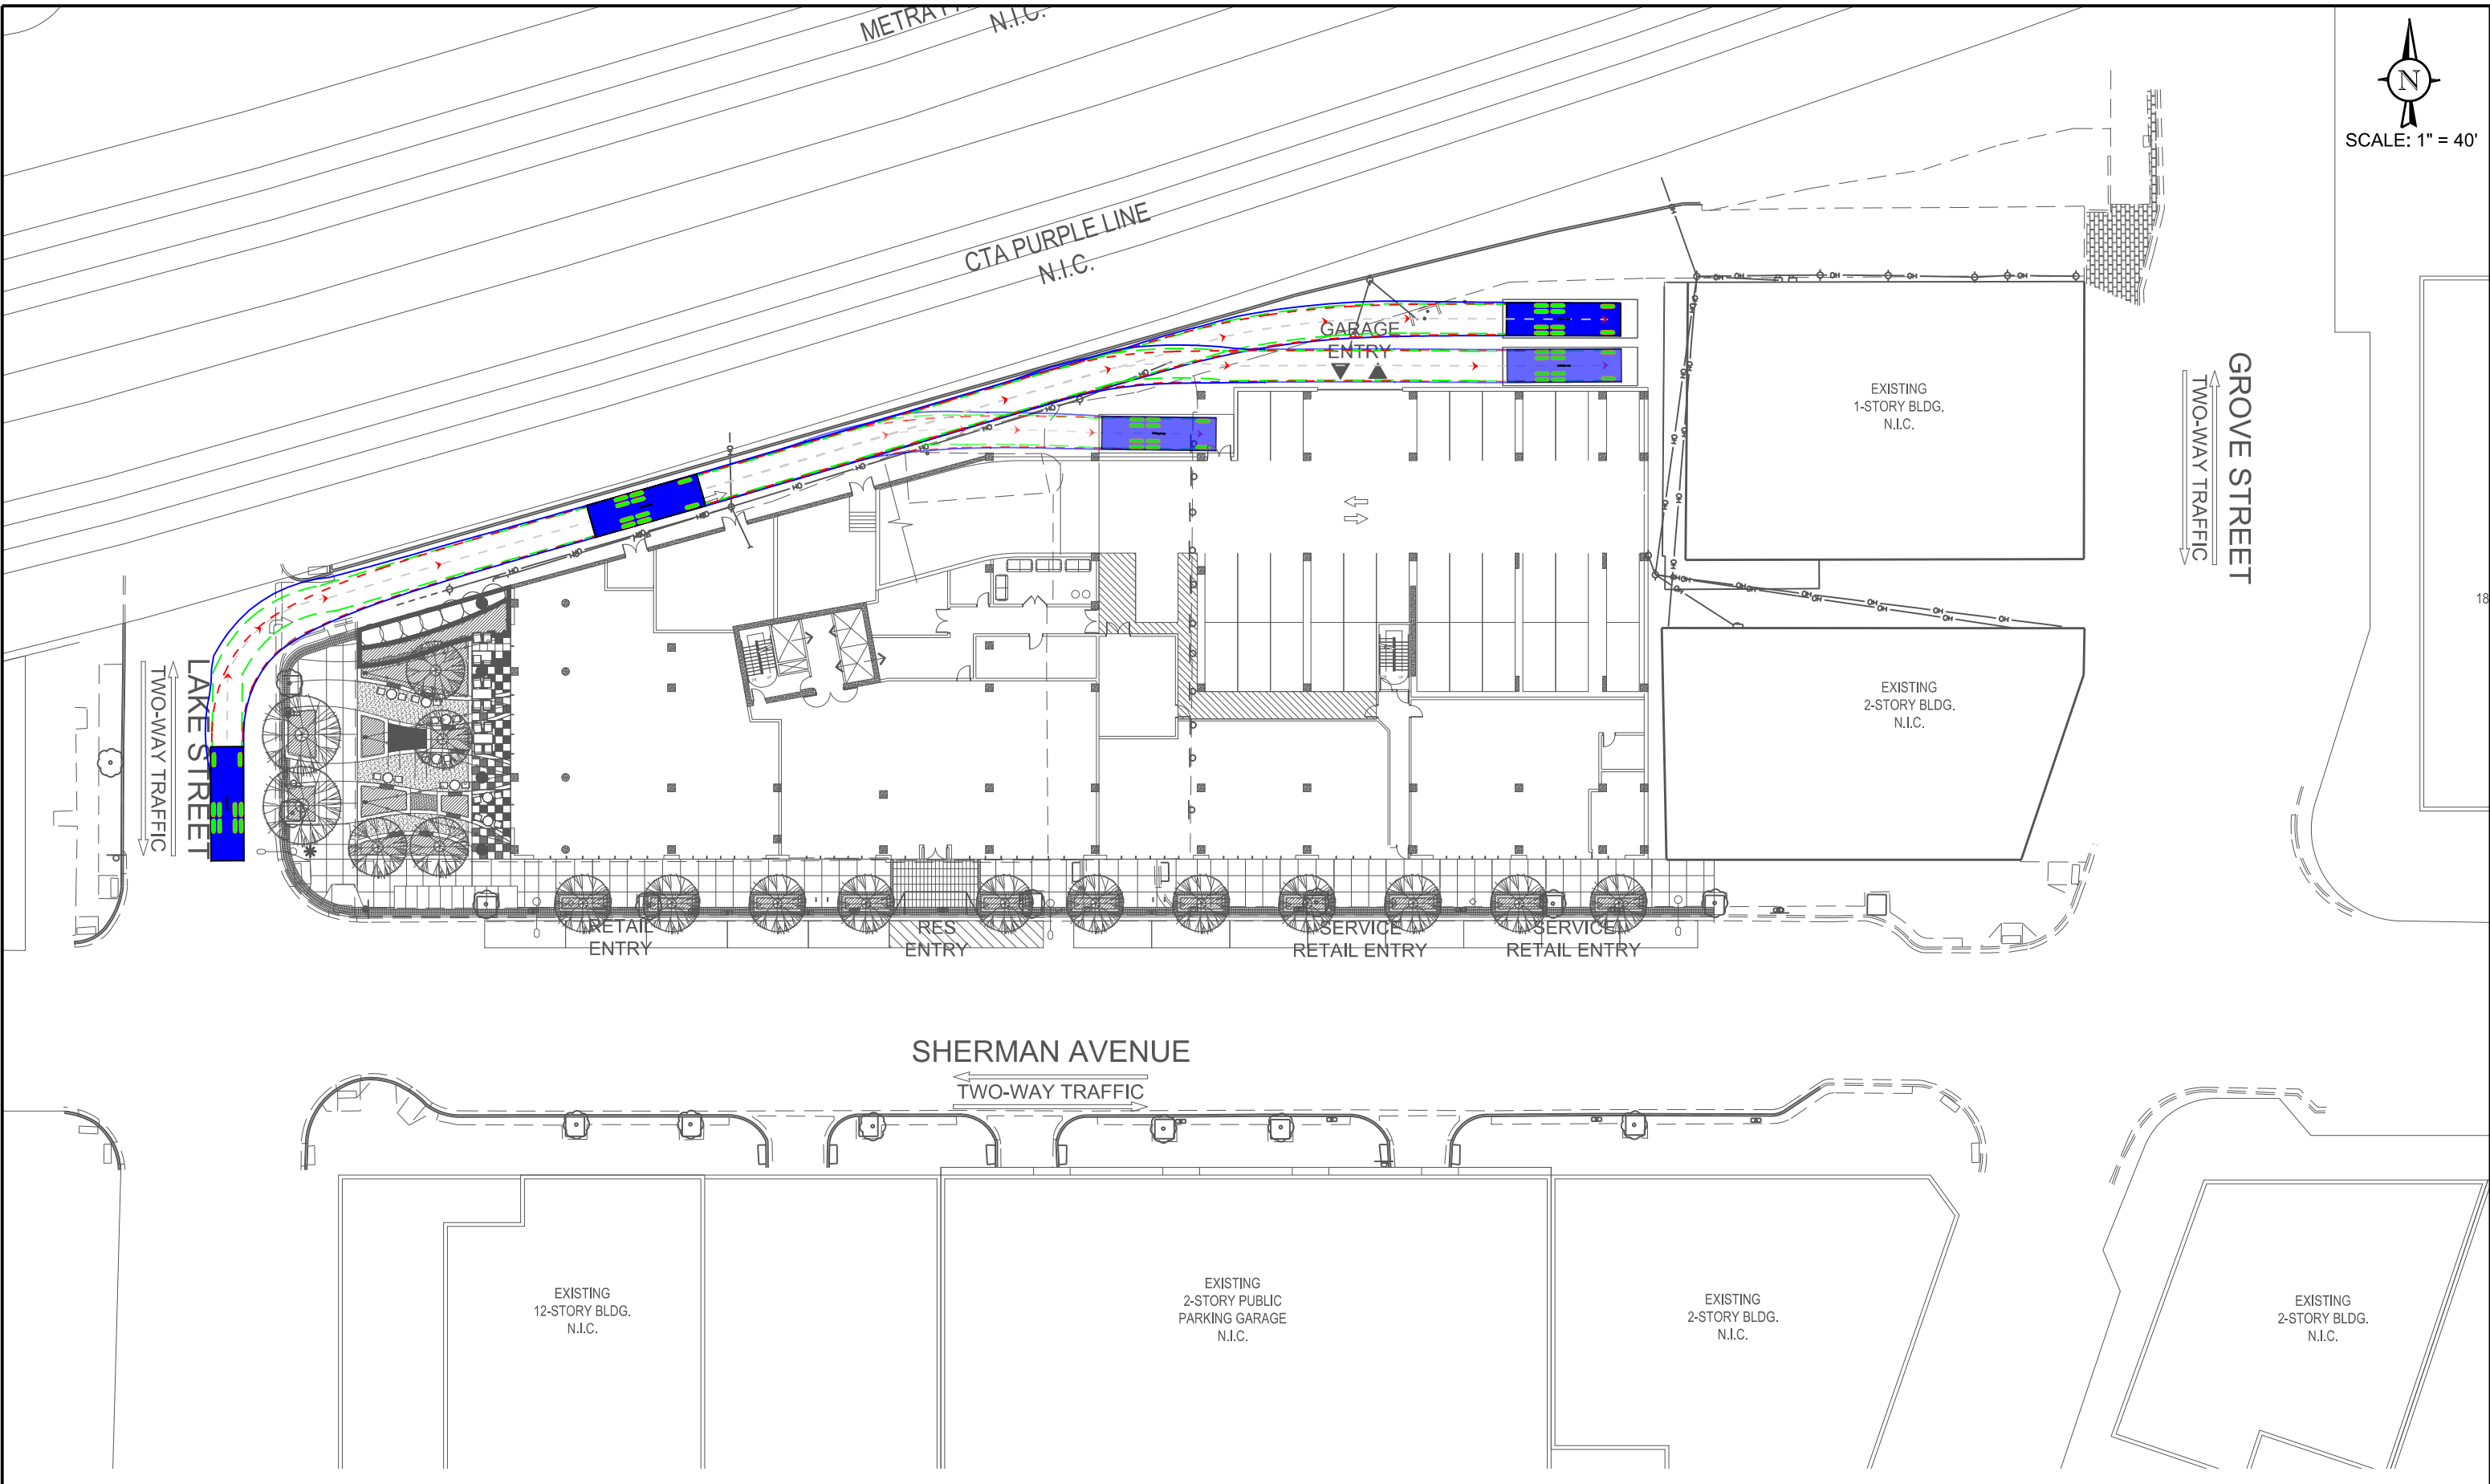 METRA
N.I.C.
N
SCALE: 1" = 40'
CTA PURPLE LINE
N.I.C.
GARAGE
ENTRY
EXISTING
1-STORY BLDG.
N.I.C.
GROVE STREET
TWO-WAY TRAFFIC
18
LAKE STREET
TWO-WAY TRAFFIC
EXISTING
2-STORY BLDG.
N.I.C.
RETAIL
ENTRY
RES
ENTRY
SERVICE
RETAIL ENTRY
SERVICE
RETAIL ENTRY
SHERMAN AVENUE
TWO-WAY TRAFFIC
EXISTING
12-STORY BLDG.
N.I.C.
EXISTING
2-STORY PUBLIC
PARKING GARAGE
N.I.C.
EXISTING
2-STORY BLDG.
N.I.C.
EXISTING
2-STORY BLDG.
N.I.C.